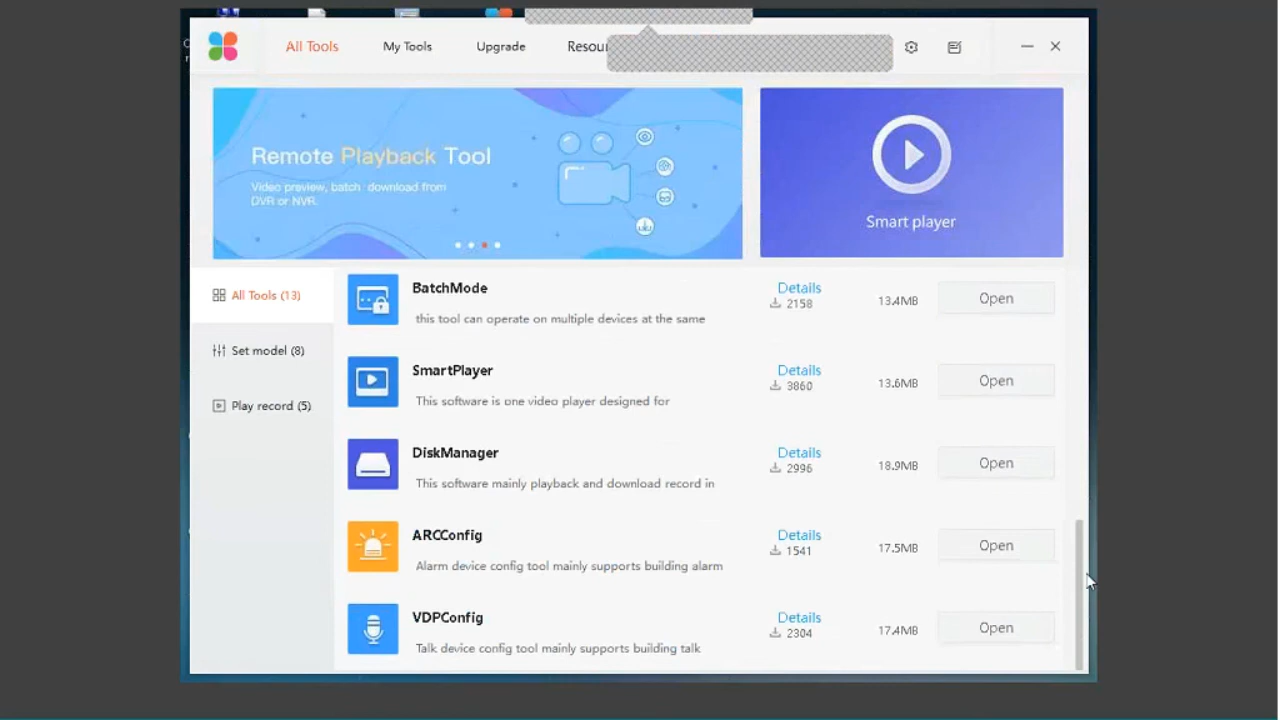 All Tools
My Tools
Upgrade
Remote Playback Tool
Video preview, batch download from
DVR or NVR.
Smart player
All Tools (13)
Set model (8)
Play record (5)
BatchMode
this tool can operate on multiple devices at the same
Details
2158
13.4MB
Open
SmartPlayer
This software is one video player designed for
Details
3860
13.6MB
Open
DiskManager
This software mainly playback and download record in
Details
2996
18.9MB
Open
ARCConfig
Alarm device config tool mainly supports building alarm
Details
1541
17.5MB
Open
VDPConfig
Talk device config tool mainly supports building talk
Details
2304
17.4MB
Open